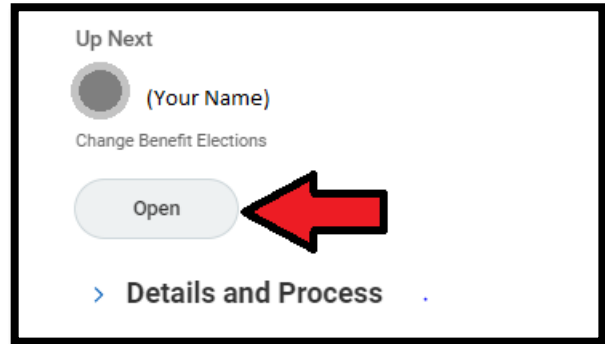 Up Next
(Your Name)
Change Benefit Elections
Open
Details and Process